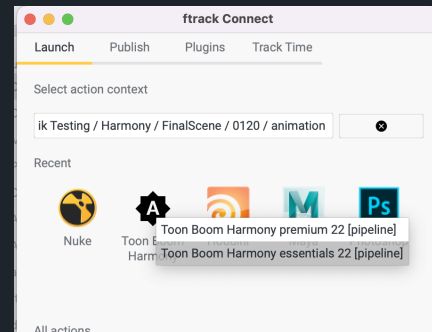 ftrack Connect
Launch Publish Plugins Track Time
Select action context
ik Testing / Harmony / FinalScene / 0120 / animation
Recent
A Ps
Toon Boom Harmony premium 22 [pipeline]
Nuke Toon Boom
Toon Boom Harmony essentials 22 [pipeline]
Harmony
All actions